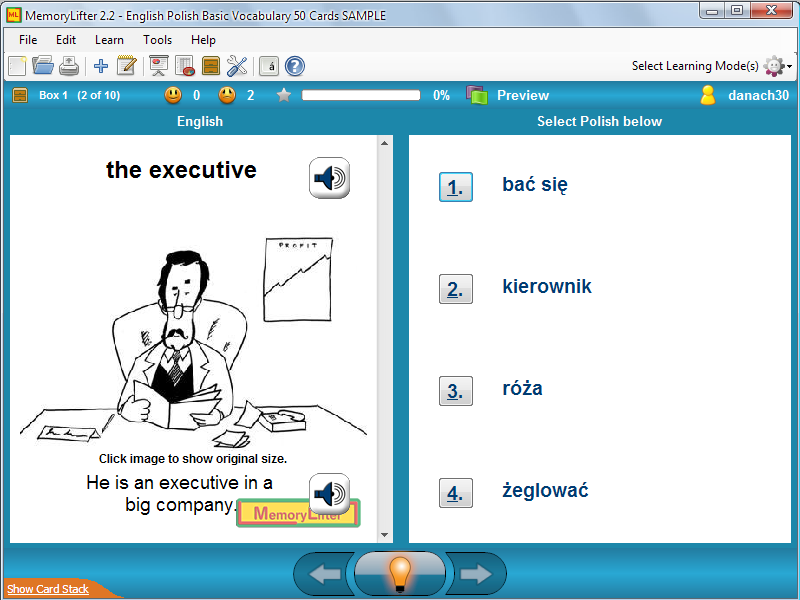 MemoryLifter 2.2 - English Polish Basic Vocabulary 50 Cards SAMPLE
File Edit Learn Tools Help
á ? Select Learning Mode(s)
Box 1 (2 of 10) 0 2 0% Preview danach30
English Select Polish below
the executive
PROFIT
Click image to show original size.
He is an executive in a
big company.
MemoryLifter
1. bać się
2. kierownik
3. róża
4. żeglować
Show Card Stack